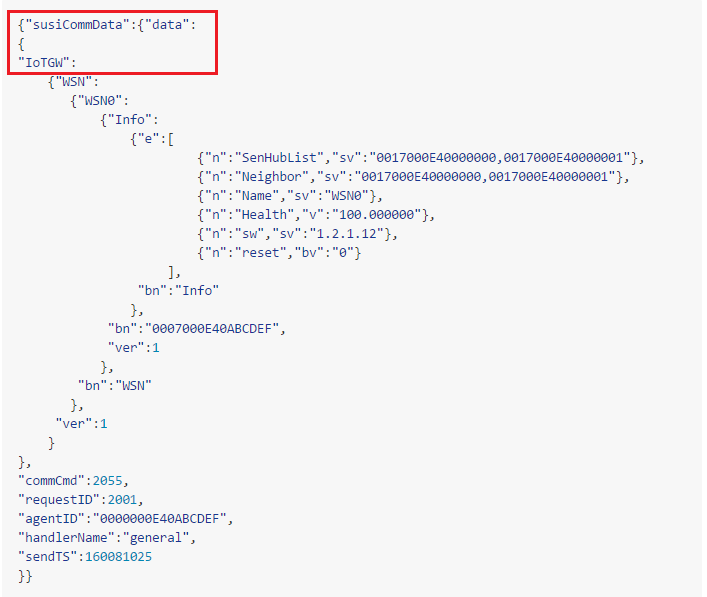 {"susiCommData":{"data":
{
"IoTGW":
{"WSN":
{"WSN0":
{"Info":
{"e":[
{"n":"SenHubList","sv":"0017000E40000000,0017000E40000001"},
{"n":"Neighbor","sv":"0017000E40000000,0017000E40000001"},
{"n":"Name","sv":"WSN0"},
{"n":"Health","v":"100.000000"},
{"n":"sw","sv":"1.2.1.12"},
{"n":"reset","bv":"0"}
],
"bn":"Info"
},
"bn":"0007000E40ABCDEF",
"ver":1
},
"bn":"WSN"
},
"ver":1
}
},
"commCmd":2055,
"requestID":2001,
"agentID":"0000000E40ABCDEF",
"handlerName":"general",
"sendTS":160081025
}}